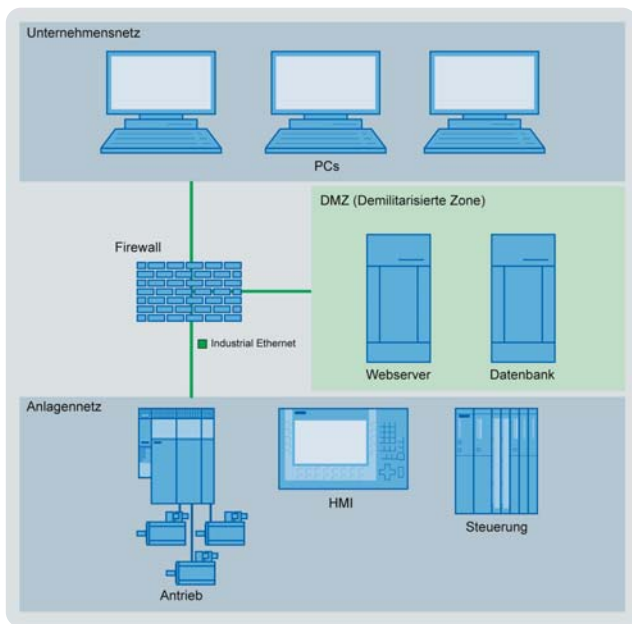 Unternehmensnetz
PCs
DMZ (Demilitarisierte Zone)
Firewall
Industrial Ethernet
Webserver
Datenbank
Anlagennetz
HMI
Steuerung
Antrieb